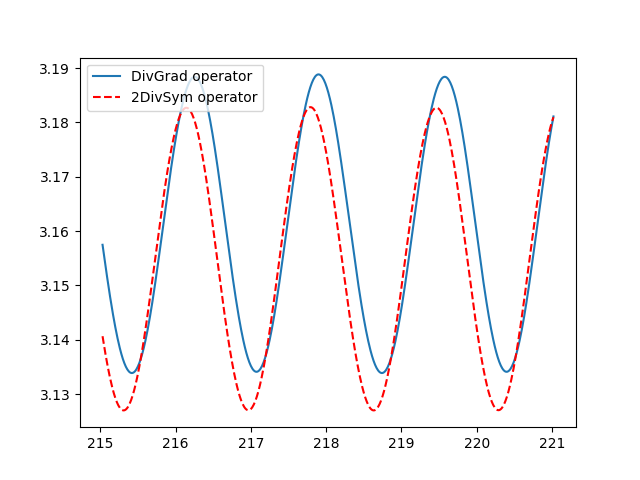 DivGrad operator
2DivSym operator
3.19
3.18
3.17
3.16
3.15
3.14
3.13
215 216 217 218 219 220 221